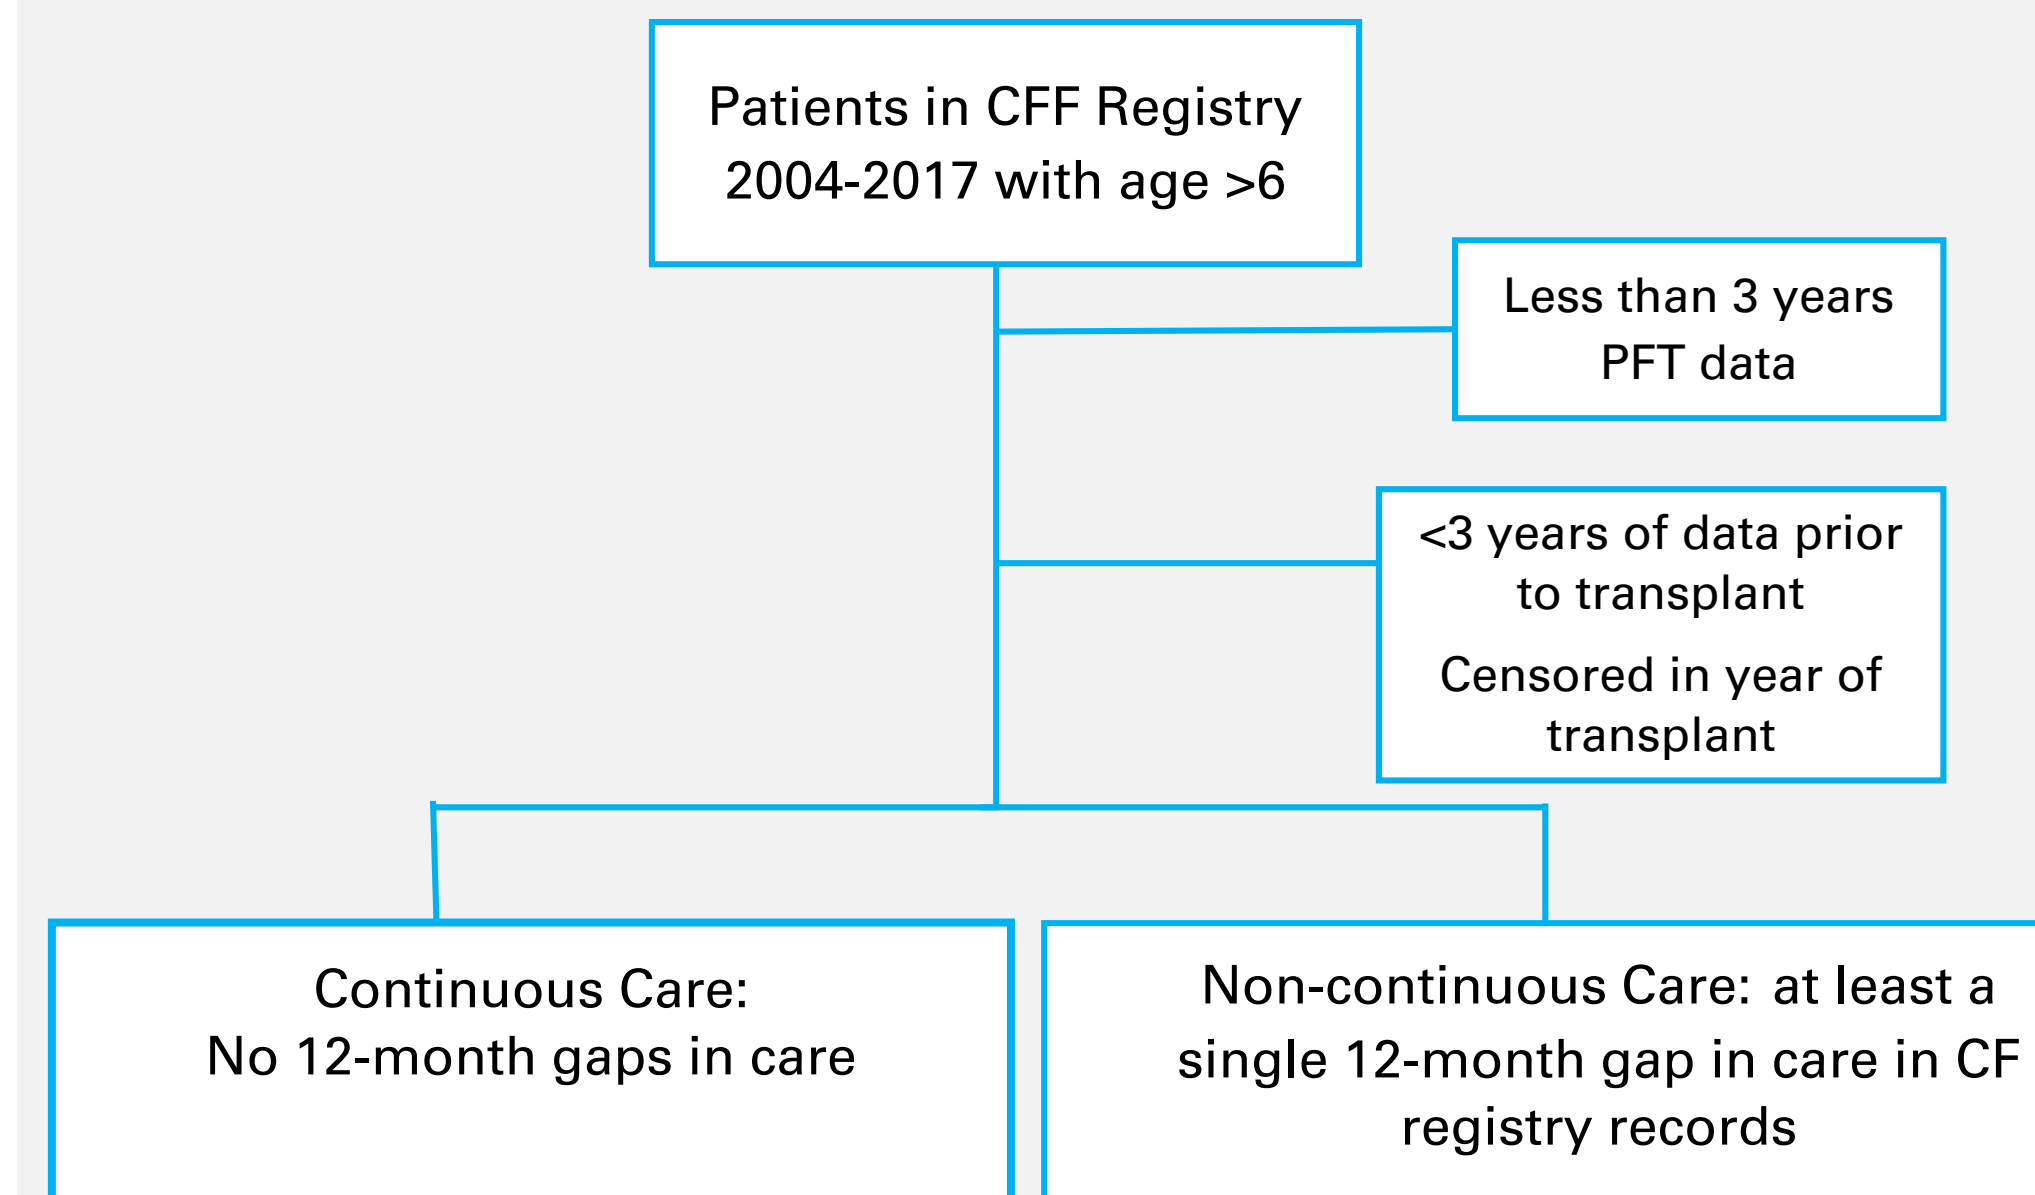 Patients in CFF Registry
2004-2017 with age >6
Less than 3 years
PFT data
<3 years of data prior
to transplant
Censored in year of
transplant
Continuous Care:
No 12-month gaps in care
Non-continuous Care: at least a
single 12-month gap in care in CF
registry records